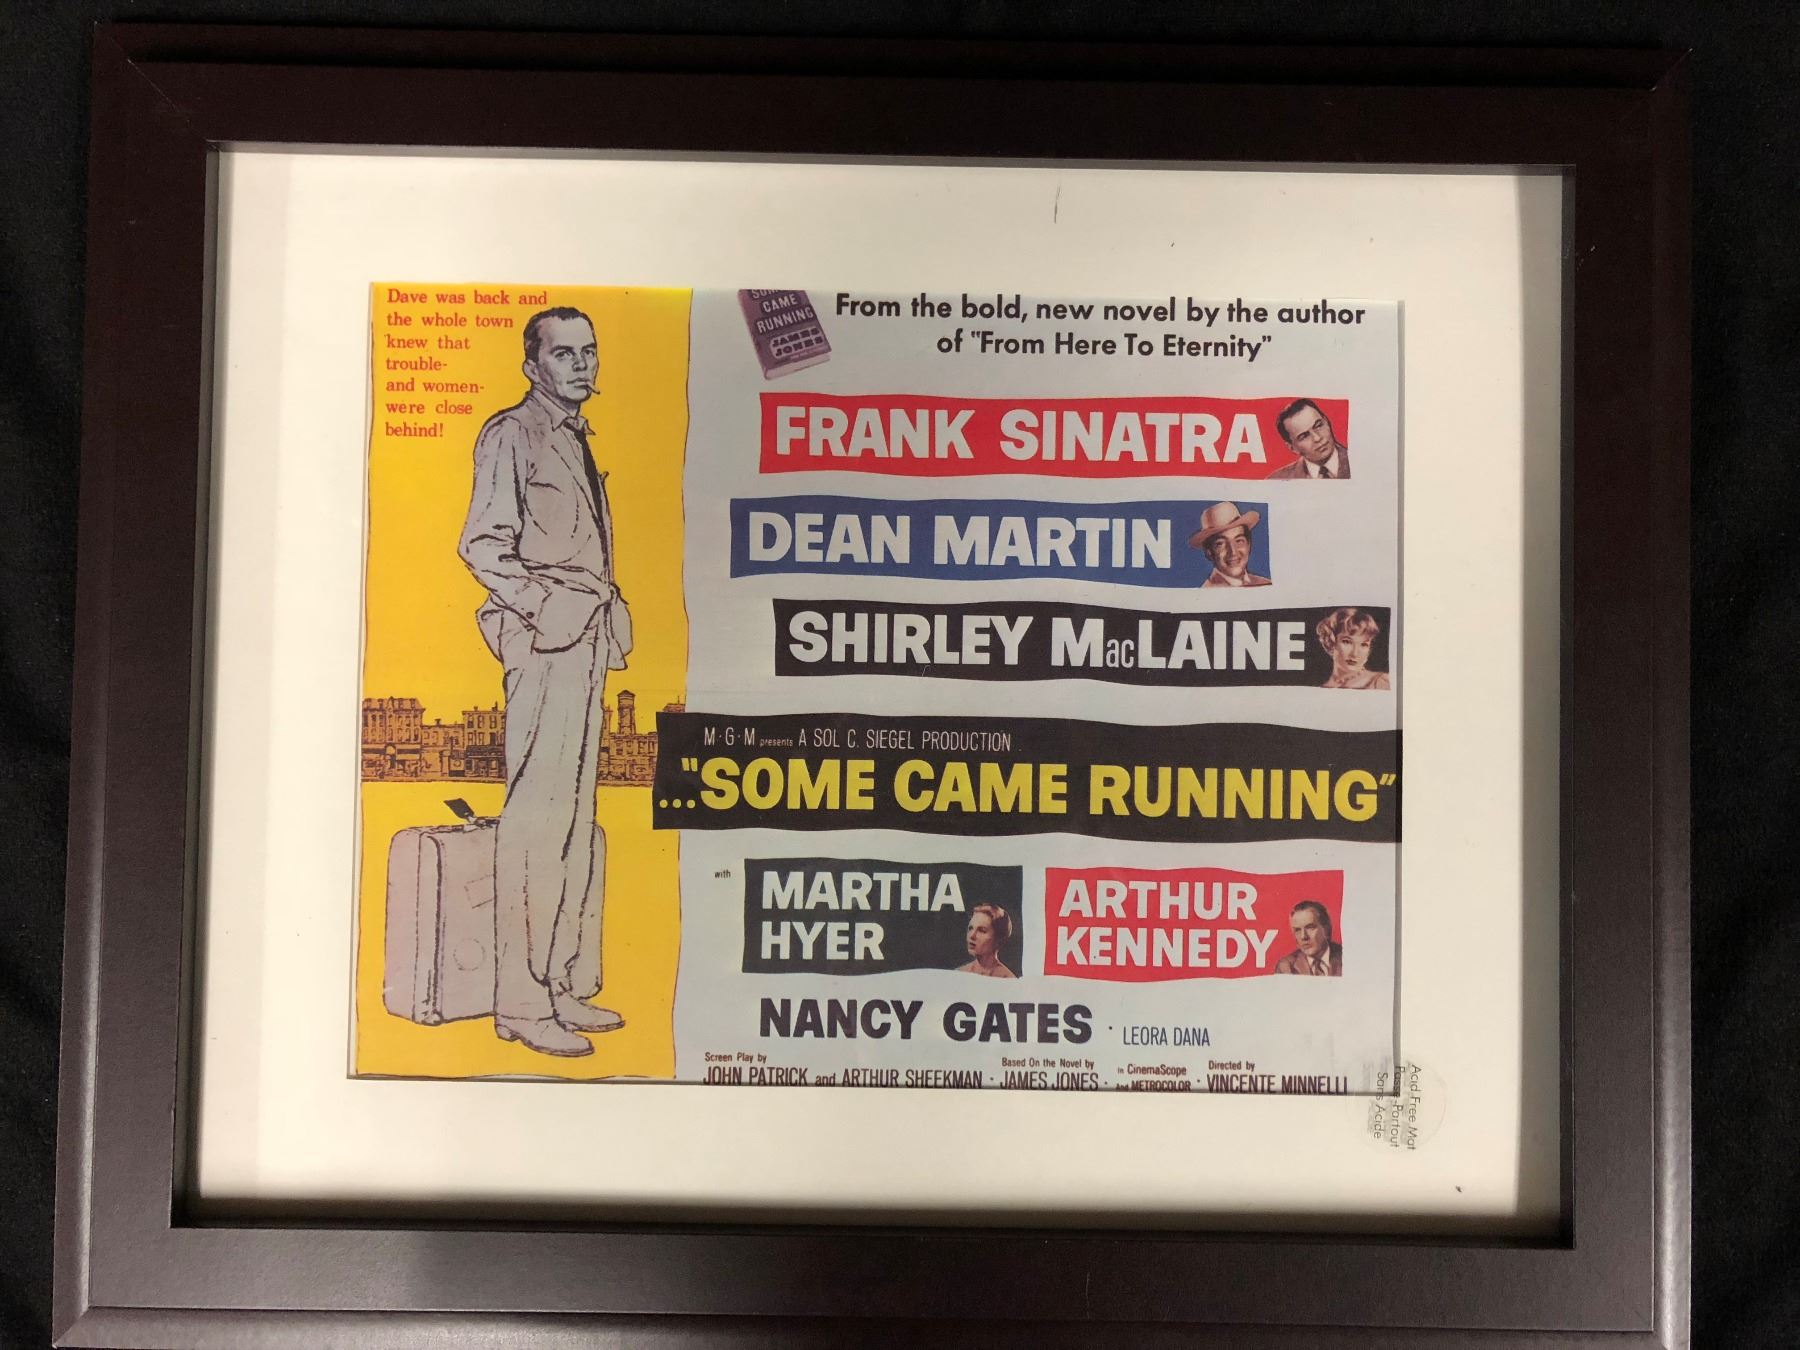 Dave was back and
the whole town
knew that
trouble-
and women-
were close
behind!
SOME
CAME
RUNNING
JAMES
JONES
From the bold, new novel by the author
of "From Here To Eternity"
FRANK SINATRA
DEAN MARTIN
SHIRLEY MacLAINE
M·G·M presents A SOL C. SIEGEL PRODUCTION
..."SOME CAME RUNNING"
with
MARTHA
HYER
ARTHUR
KENNEDY
NANCY GATES · LEORA DANA
Screen Play by
JOHN PATRICK and ARTHUR SHEEKMAN ·
Based On the Novel by
JAMES JONES ·
in CinemaScope
And METROCOLOR ·
Directed by
VINCENTE MINNELLI
Acid Free Mat
Passe Partout
Sans Acide